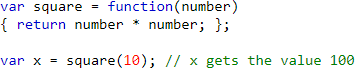 var square = function(number)
{ return number * number; };
var x = square(10); // x gets the value 100